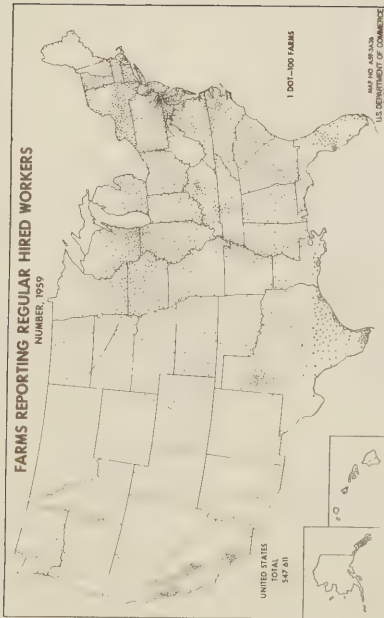 FARMS REPORTING REGULAR HIRED WORKERS
NUMBER, 1959
UNITED STATES
TOTAL
547 611
1 DOT—100 FARMS
MAP NO. A59-3A36
U.S. DEPARTMENT OF COMMERCE